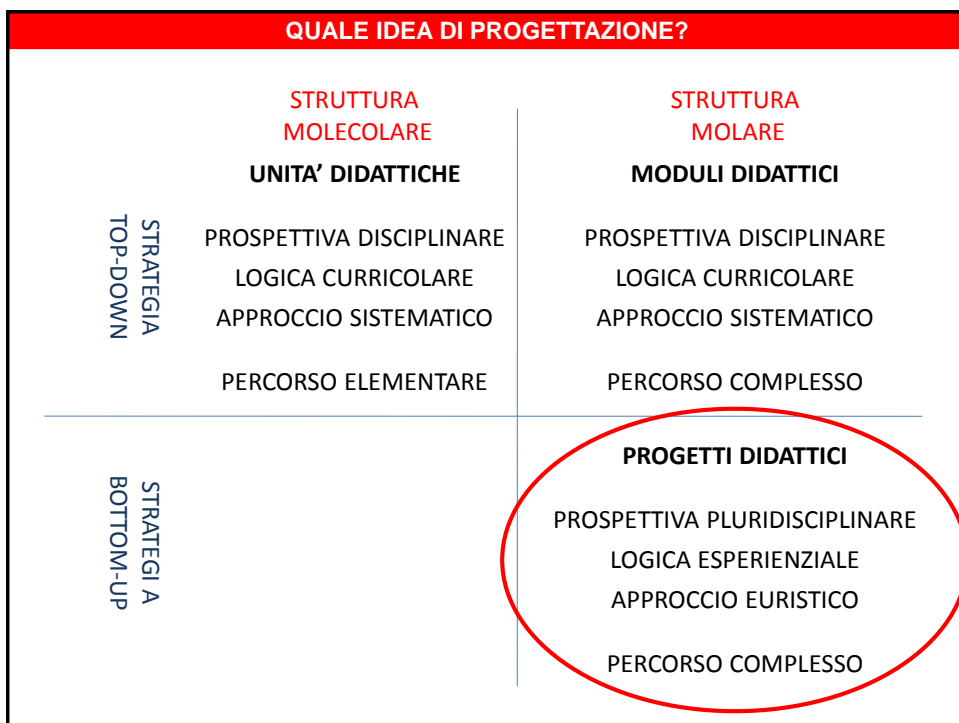 QUALE IDEA DI PROGETTAZIONE?
STRUTTURA
MOLECOLARE
UNITA’ DIDATTICHE
STRUTTURA
MOLARE
MODULI DIDATTICI
STRATEGIA
TOP-DOWN
PROSPETTIVA DISCIPLINARE
LOGICA CURRICOLARE
APPROCCIO SISTEMATICO
PERCORSO ELEMENTARE
PROSPETTIVA DISCIPLINARE
LOGICA CURRICOLARE
APPROCCIO SISTEMATICO
PERCORSO COMPLESSO
STRATEGI A
BOTTOM-UP
PROGETTI DIDATTICI
PROSPETTIVA PLURIDISCIPLINARE
LOGICA ESPERIENZIALE
APPROCCIO EURISTICO
PERCORSO COMPLESSO